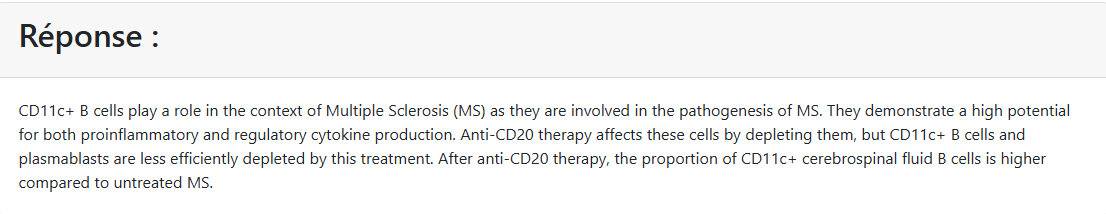 Réponse :
CD11c+ B cells play a role in the context of Multiple Sclerosis (MS) as they are involved in the pathogenesis of MS. They demonstrate a high potential
for both proinflammatory and regulatory cytokine production. Anti-CD20 therapy affects these cells by depleting them, but CD11c+ B cells and
plasmablasts are less efficiently depleted by this treatment. After anti-CD20 therapy, the proportion of CD11c+ cerebrospinal fluid B cells is higher
compared to untreated MS.